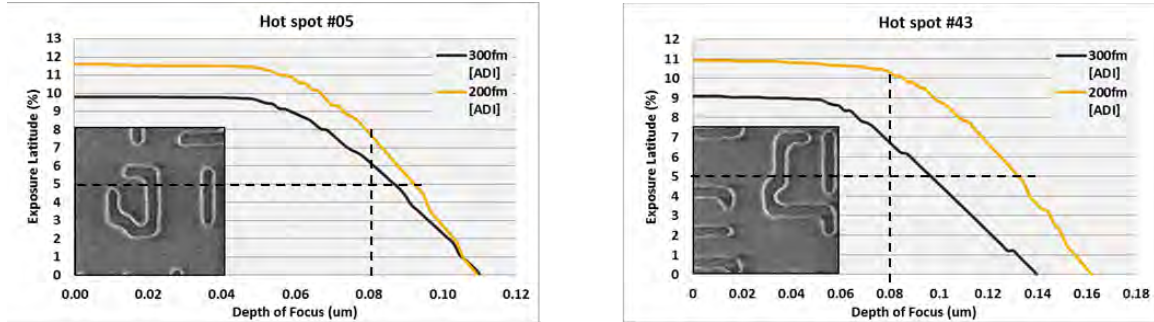 Hot spot #05
Exposure Latitude (%)
13
12
11
10
9
8
7
6
5
4
3
2
1
0
300fm
[ADI]
200fm
[ADI]
0.00 0.02 0.04 0.06 0.08 0.10 0.12
Depth of Focus (um)
Hot spot #43
Exposure Latitude (%)
12
11
10
9
8
7
6
5
4
3
2
1
0
300fm
[ADI]
200fm
[ADI]
0 0.02 0.04 0.06 0.08 0.1 0.12 0.14 0.16 0.18
Depth of Focus (um)